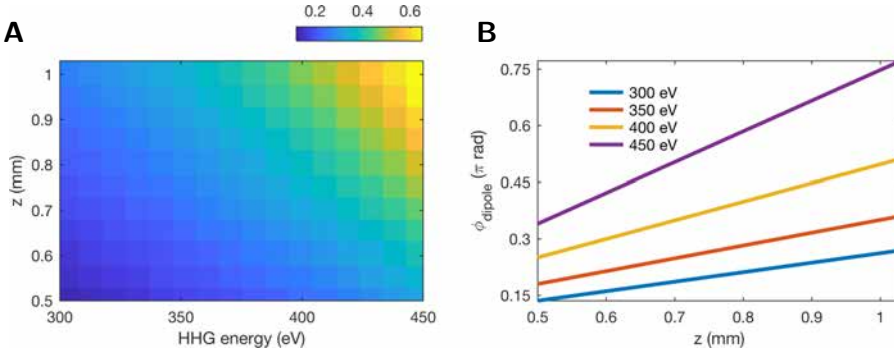 A
0.2 0.4 0.6
z (mm)
1
0.9
0.8
0.7
0.6
0.5
300 350 400 450
HHG energy (eV)
B
ϕdipole (π rad)
0.75
0.6
0.45
0.3
0.15
300 eV
350 eV
400 eV
450 eV
0.5 0.6 0.7 0.8 0.9 1
z (mm)